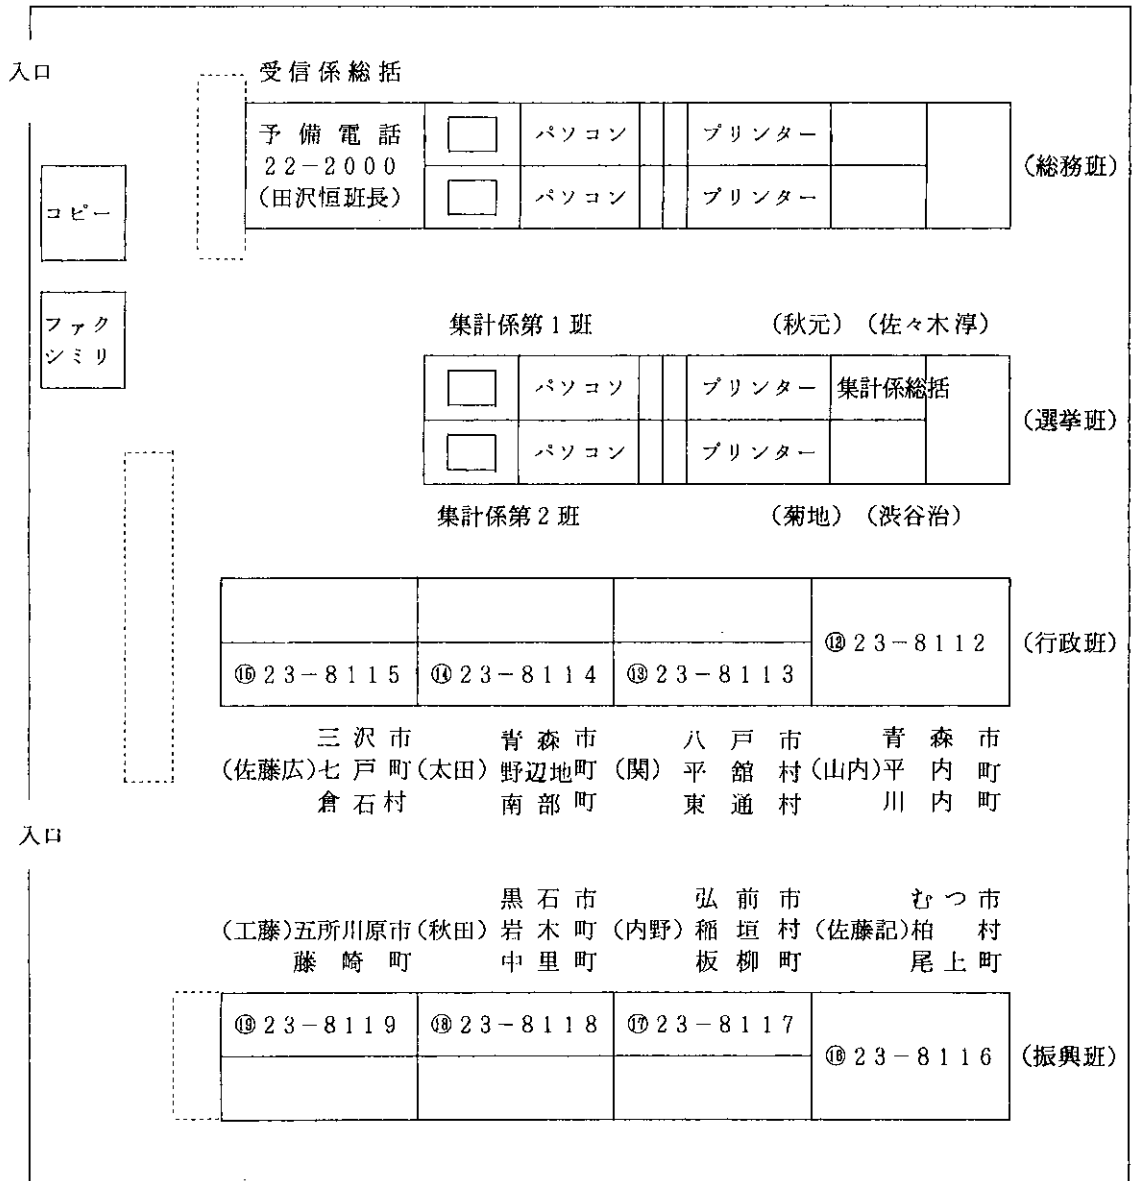 入口
受信係総括
予備電話
22-2000
(田沢恒班長)
パソコン プリンター
パソコン プリンター
(総務班)
コピー
ファク
シミリ
集計係第1班 (秋元) (佐々木淳)
パソコン プリンター 集計係総括
パソコン プリンター
(選挙班)
集計係第2班 (菊地) (渋谷治)
⑮23-8115 ⑭23-8114 ⑬23-8113 ⑫23-8112 (行政班)
三沢市 青森市 八戸市 青森市
(佐藤広)七戸町 (太田)野辺地町 (関)平舘村 (山内)平内町
倉石村 南部町 東通村 川内町
入口
黒石市 弘前市 むつ市
(工藤)五所川原市 (秋田)岩木町 (内野)稲垣村 (佐藤記)柏村
藤崎町 中里町 板柳町 尾上町
⑲23-8119 ⑱23-8118 ⑰23-8117 ⑯23-8116 (振興班)